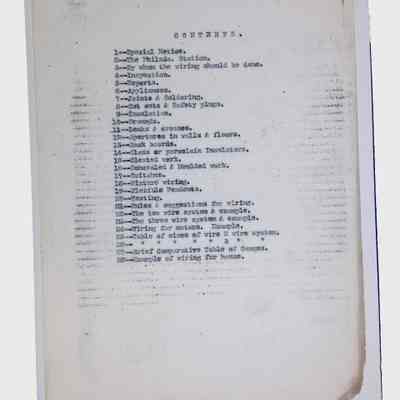 CONTENTS.
1--Special Notice.
2--The Philada. Station.
3--By whom the wiring should be done.
4--Inspection.
5--Experts.
6--Appliances.
7--Joints & Soldering.
8--Cut outs & Safety plugs.
9--Insulation.
10--Grounds.
11--Leaks & crosses.
12--Apertures in walls & floors.
13--Back boards.
14--Glass or porcelain Insulators.
15--Cleated work.
16--Concealed & Moulded work.
17--Switches.
18--Fixture wiring.
19--Flexible Pendants.
20--Testing.
21--Rules & suggestions for wiring.
22--The two wire system & example.
23--The three wire system & example.
24--Wiring for motors. Example.
25--Table of sizes of wire 2 wire system.
26-- " " " " " 3 " "
27--Brief Comparative Table of Gauges.
28--Example of wiring for house.